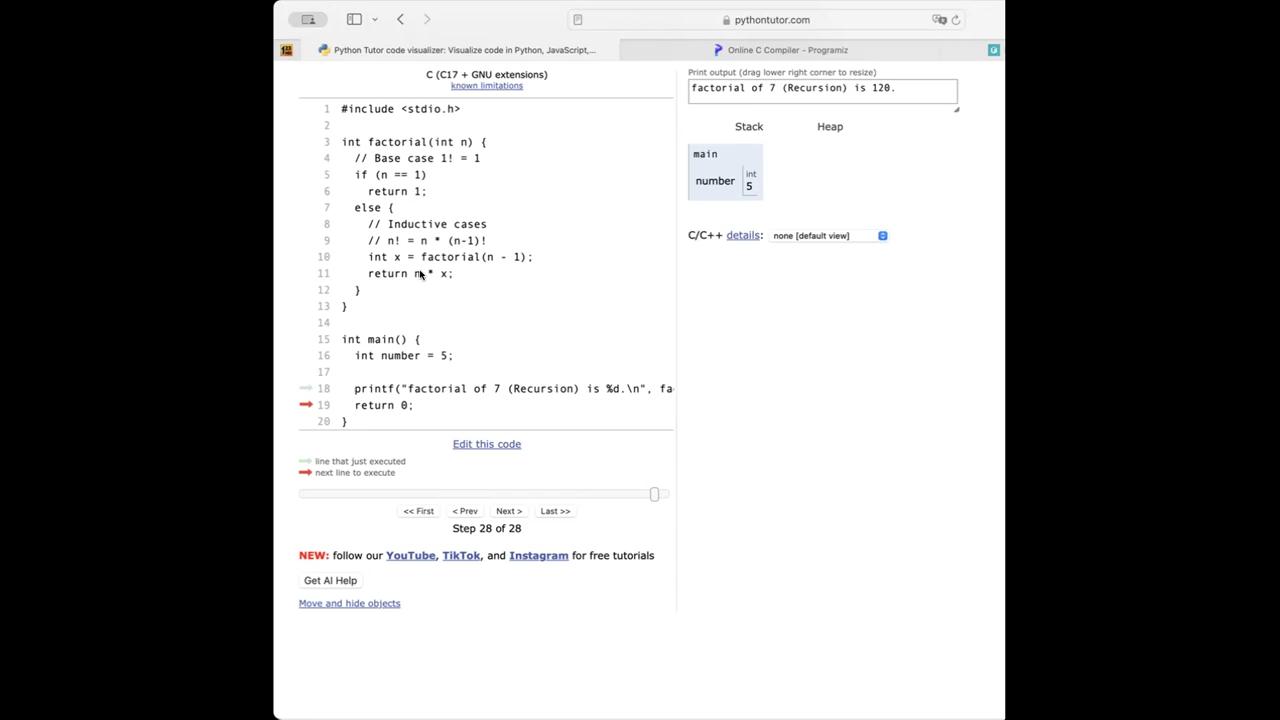 pythontutor.com
Python Tutor code visualizer: Visualize code in Python, JavaScript,...
Online C Compiler - Programiz
C (C17 + GNU extensions)
known limitations
1 #include <stdio.h>
2
3 int factorial(int n) {
4 // Base case 1! = 1
5 if (n == 1)
6 return 1;
7 else {
8 // Inductive cases
9 // n! = n * (n-1)!
10 int x = factorial(n - 1);
11 return n * x;
12 }
13 }
14
15 int main() {
16 int number = 5;
17
18 printf("factorial of 7 (Recursion) is %d.\n", fa
19 return 0;
20 }
Edit this code
line that just executed
next line to execute
<< First < Prev Next > Last >>
Step 28 of 28
NEW: follow our YouTube, TikTok, and Instagram for free tutorials
Get AI Help
Move and hide objects
Print output (drag lower right corner to resize)
factorial of 7 (Recursion) is 120.
Stack Heap
main
number int 5
C/C++ details: none [default view]